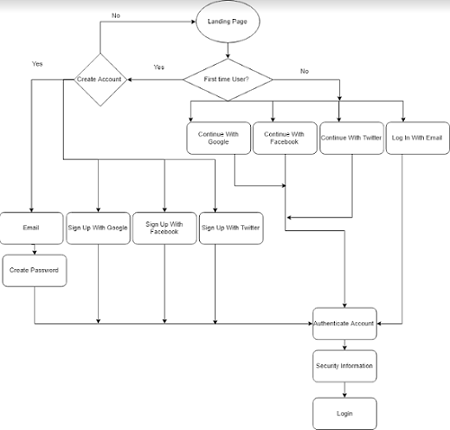 No
Landing Page
Yes
Create Account
Yes
First time User?
No
Continue With
Google
Continue With
Facebook
Continue With Twitter
Log In With Email
Email
Sign Up With Google
Sign Up With
Facebook
Sign Up With Twitter
Create Password
Authenticate Account
Security Information
Login